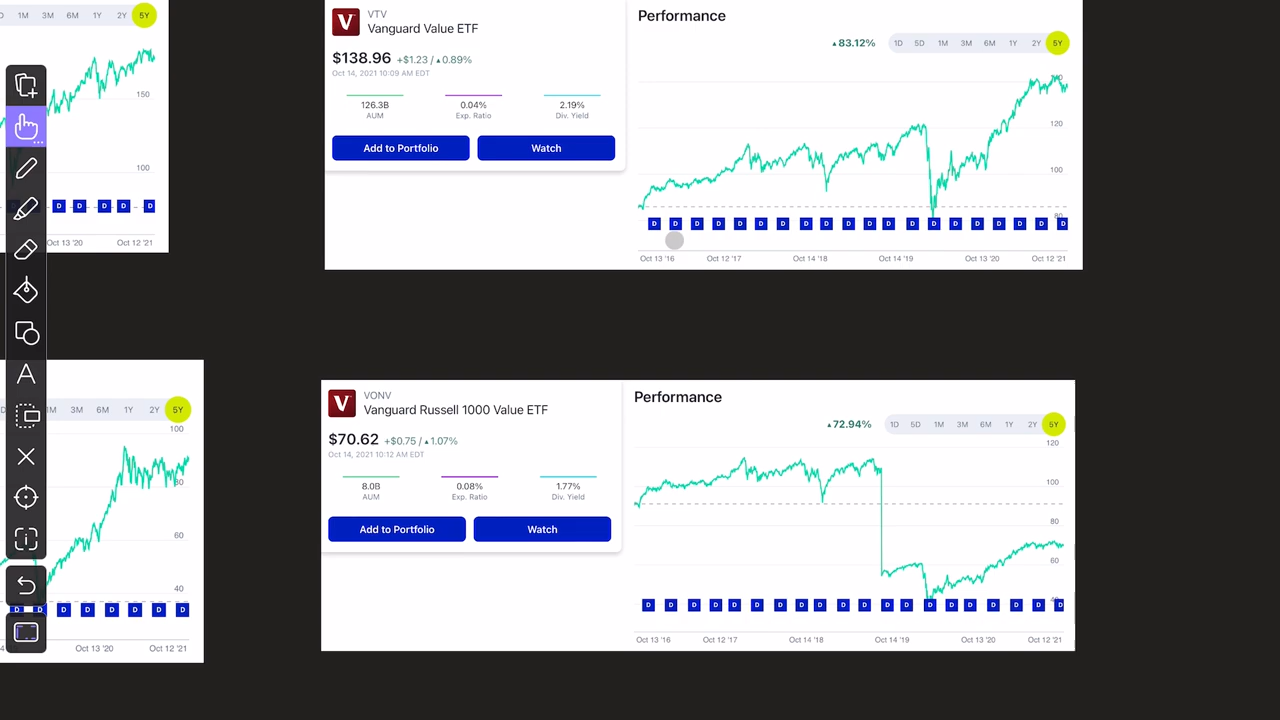 1M 3M 6M 1Y 2Y 5Y
150
100
D D D D D
Oct 13 '20 Oct 12 '21
V
VTV
Vanguard Value ETF
$138.96 +$1.23 / ▲0.89%
Oct 14, 2021 10:09 AM EDT
126.3B 0.04% 2.19%
AUM Exp. Ratio Div. Yield
Add to Portfolio Watch
Performance
▲83.12% 1D 5D 1M 3M 6M 1Y 2Y 5Y
120
100
80
D D D D D D D D D D D D D D D D D D D D
Oct 13 '16 Oct 12 '17 Oct 14 '18 Oct 14 '19 Oct 13 '20 Oct 12 '21
A
1M 3M 6M 1Y 2Y 5Y
100
80
60
40
D D D D D D D D
Oct 13 '20 Oct 12 '21
V
VONV
Vanguard Russell 1000 Value ETF
$70.62 +$0.75 / ▲1.07%
Oct 14, 2021 10:12 AM EDT
8.0B 0.08% 1.77%
AUM Exp. Ratio Div. Yield
Add to Portfolio Watch
Performance
▲72.94% 1D 5D 1M 3M 6M 1Y 2Y 5Y
120
100
80
60
D D D D D D D D D D D D D D D D D D D D
Oct 13 '16 Oct 12 '17 Oct 14 '18 Oct 14 '19 Oct 13 '20 Oct 12 '21